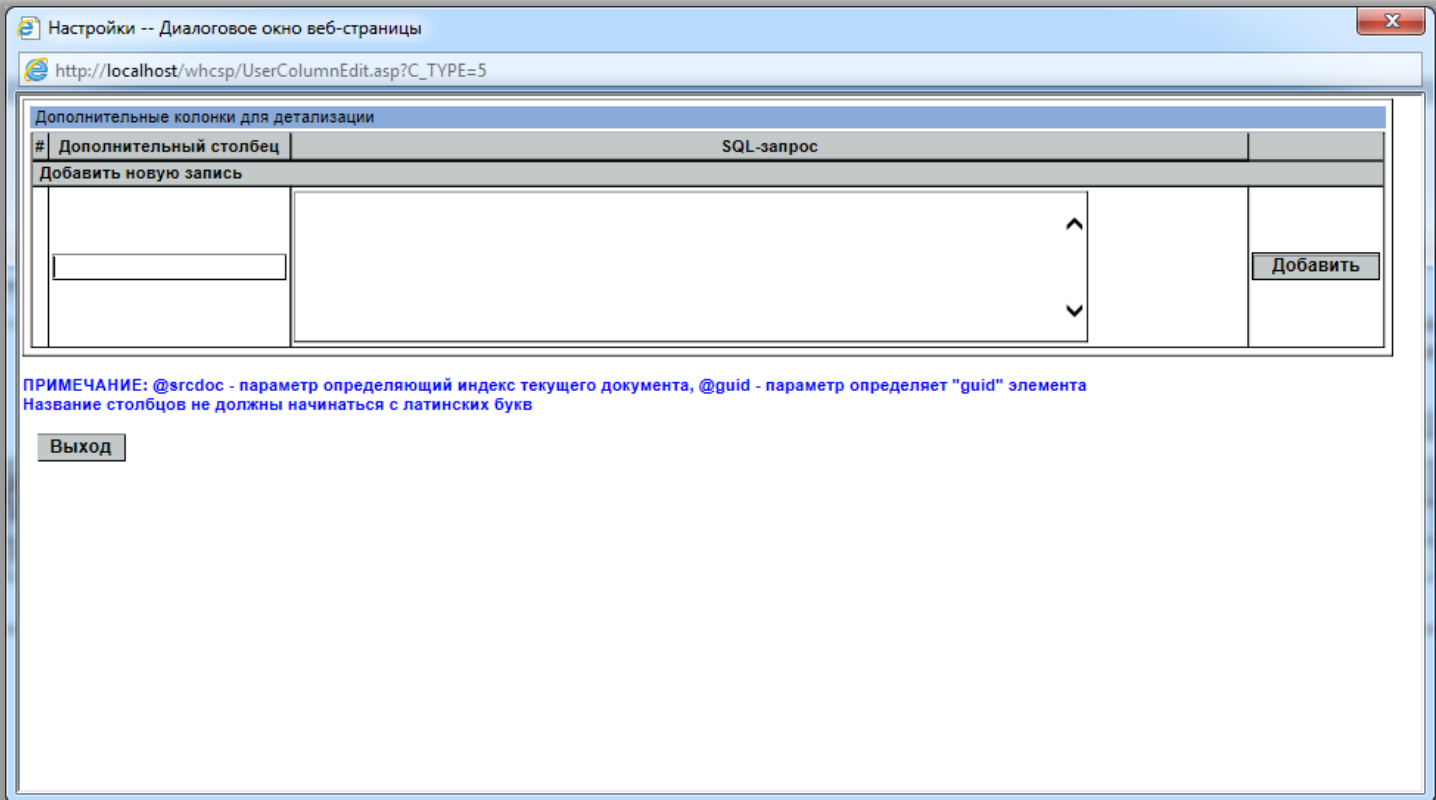 Настройки -- Диалоговое окно веб-страницы
http://localhost/whcsp/UserColumnEdit.asp?C_TYPE=5
Дополнительные колонки для детализации
# Дополнительный столбец SQL-запрос
Добавить новую запись
Добавить
ПРИМЕЧАНИЕ: @srcdoc - параметр определяющий индекс текущего документа, @guid - параметр определяет "guid" элемента
Название столбцов не должны начинаться с латинских букв
Выход